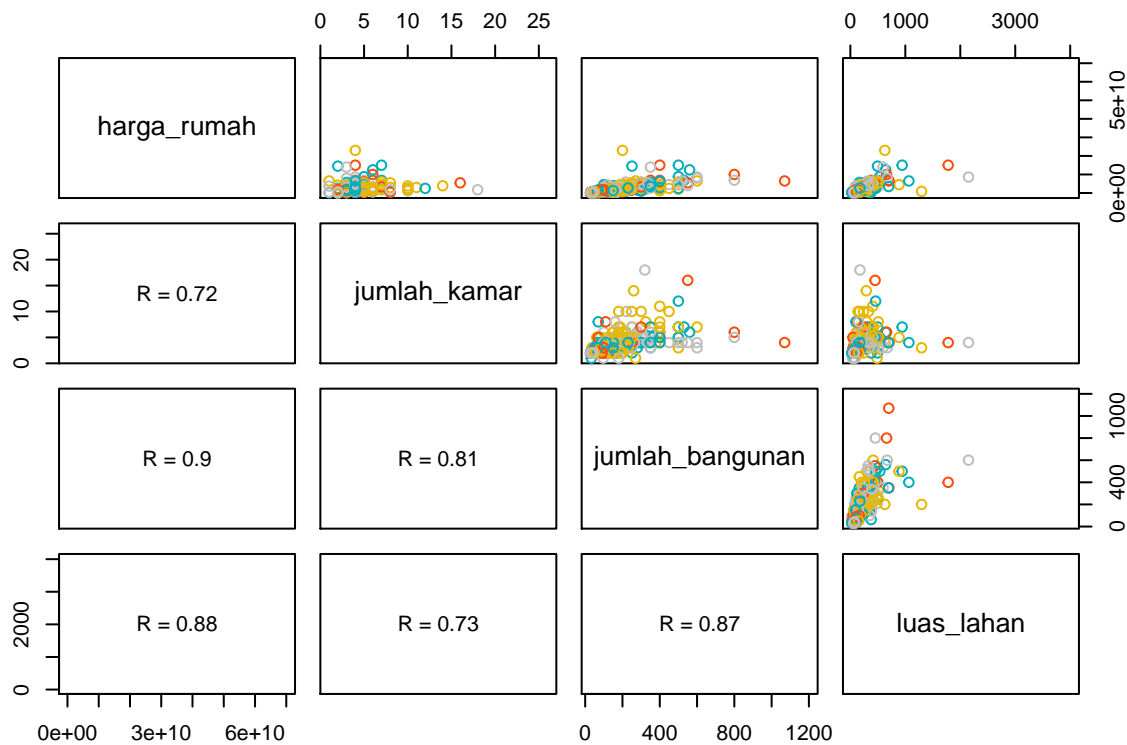 0 5 10 15 20 25 0 1000 3000
harga_rumah
0e+00 5e+10
0 10 20
R = 0.72
jumlah_kamar
R = 0.9
R = 0.81
jumlah_bangunan
0 400 1000
0 2000
R = 0.88
R = 0.73
R = 0.87
luas_lahan
0e+00 3e+10 6e+10 0 400 800 1200